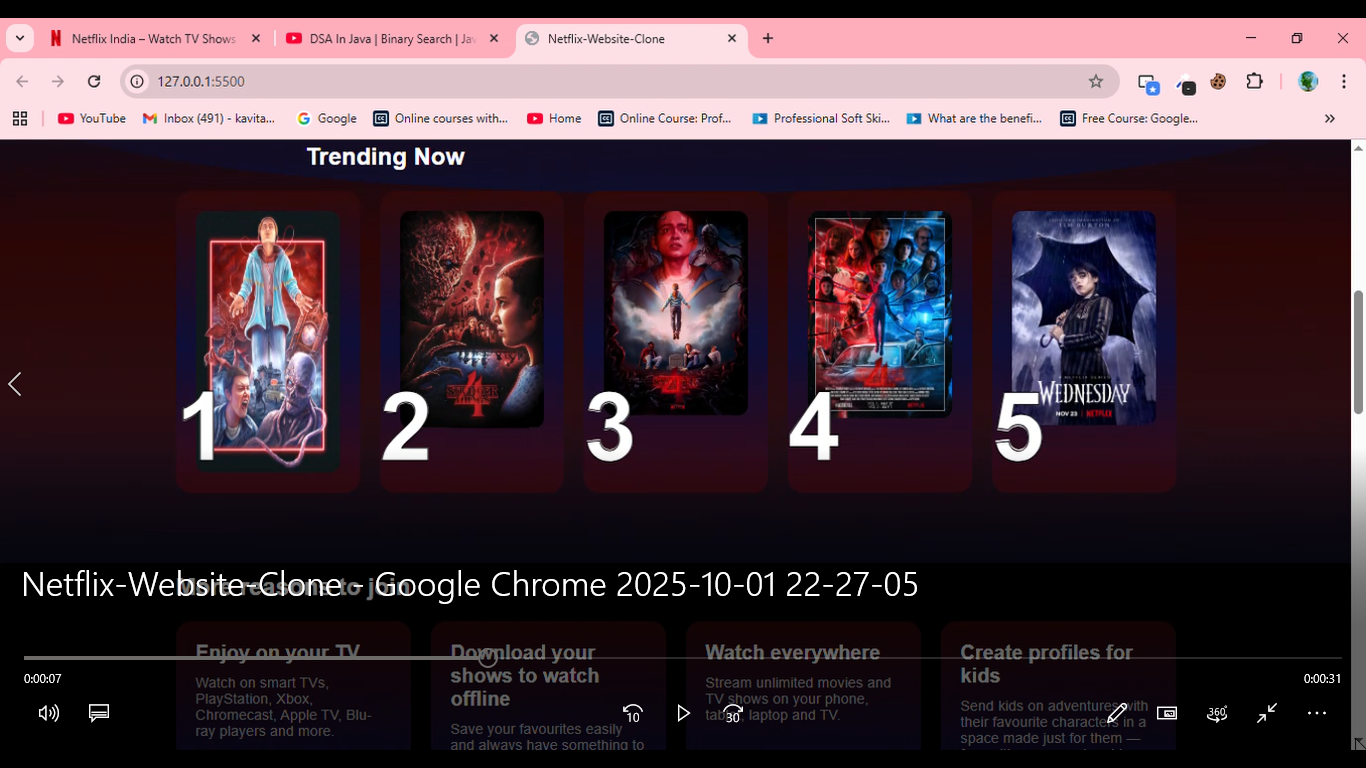 Netflix India – Watch TV Shows
DSA In Java | Binary Search | Jav
Netflix-Website-Clone
127.0.0.1:5500
YouTube
Inbox (491) - kavita...
Google
Online courses with...
Home
Online Course: Prof...
Professional Soft Ski...
What are the benefi...
Free Course: Google...
Trending Now
TIM BURTON
WEDNESDAY
NOV 23 | NETFLIX
1
2
3
4
5
More reasons to join
Netflix-Website-Clone - Google Chrome 2025-10-01 22-27-05
Enjoy on your TV
Watch on smart TVs,
PlayStation, Xbox,
Chromecast, Apple TV, Blu-
ray players and more.
Download your
shows to watch
offline
Save your favourites easily
and always have something to
Watch everywhere
Stream unlimited movies and
TV shows on your phone,
tablet, laptop and TV.
Create profiles for
kids
Send kids on adventures with
their favourite characters in a
space made just for them —
0:00:07
0:00:31
10
30
360°